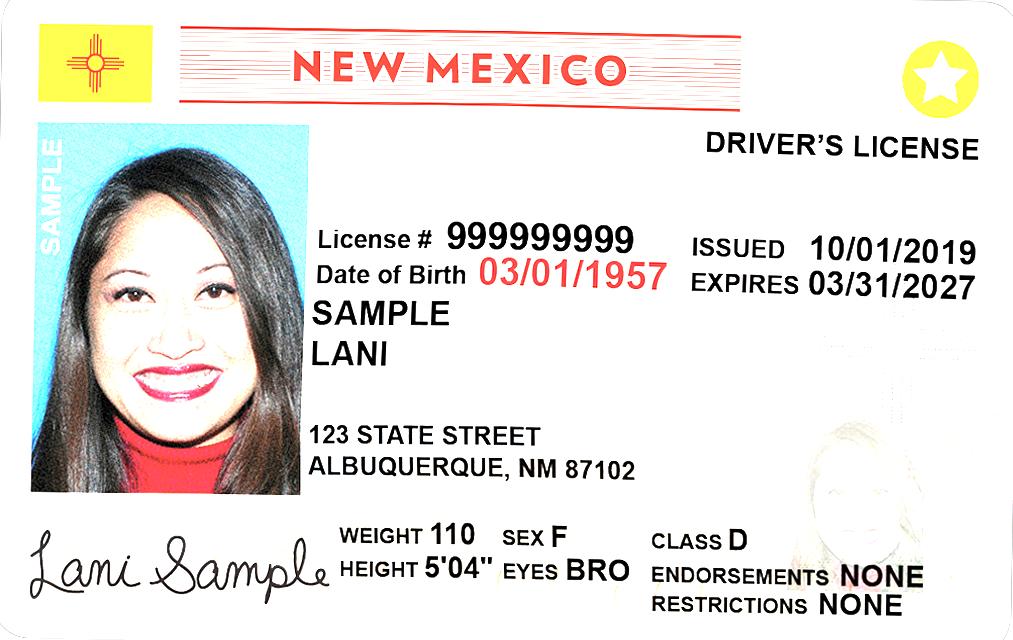 NEW MEXICO
DRIVER'S LICENSE
SAMPLE
License # 999999999
Date of Birth 03/01/1957
ISSUED 10/01/2019
EXPIRES 03/31/2027
SAMPLE
LANI
123 STATE STREET
ALBUQUERQUE, NM 87102
Lani Sample
WEIGHT 110 SEX F
HEIGHT 5'04" EYES BRO
CLASS D
ENDORSEMENTS NONE
RESTRICTIONS NONE